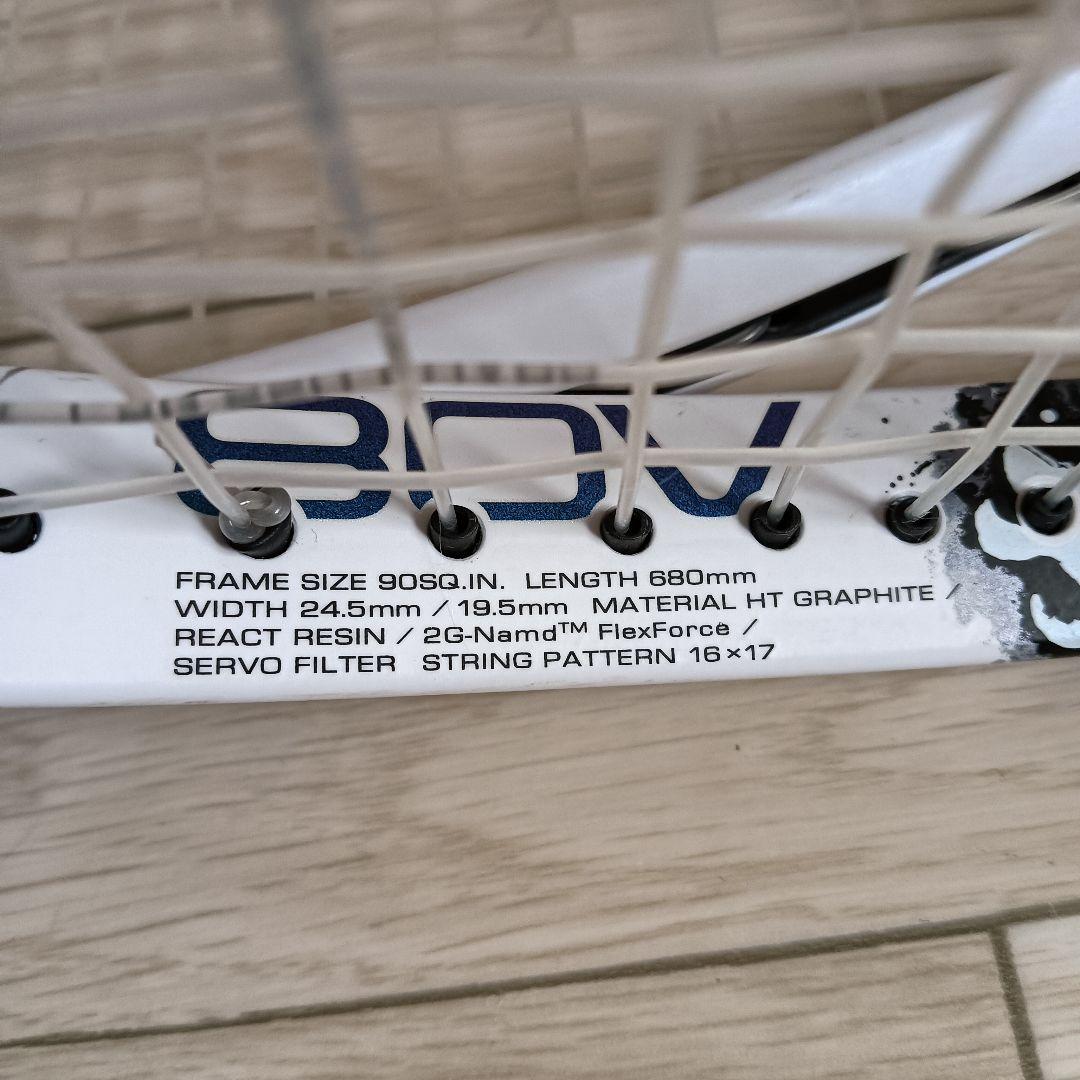 80V
FRAME SIZE 90SQ.IN. LENGTH 680mm
WIDTH 24.5mm / 19.5mm MATERIAL HT GRAPHITE /
REACT RESIN / 2G-Namd™ FlexForce /
SERVO FILTER STRING PATTERN 16×17